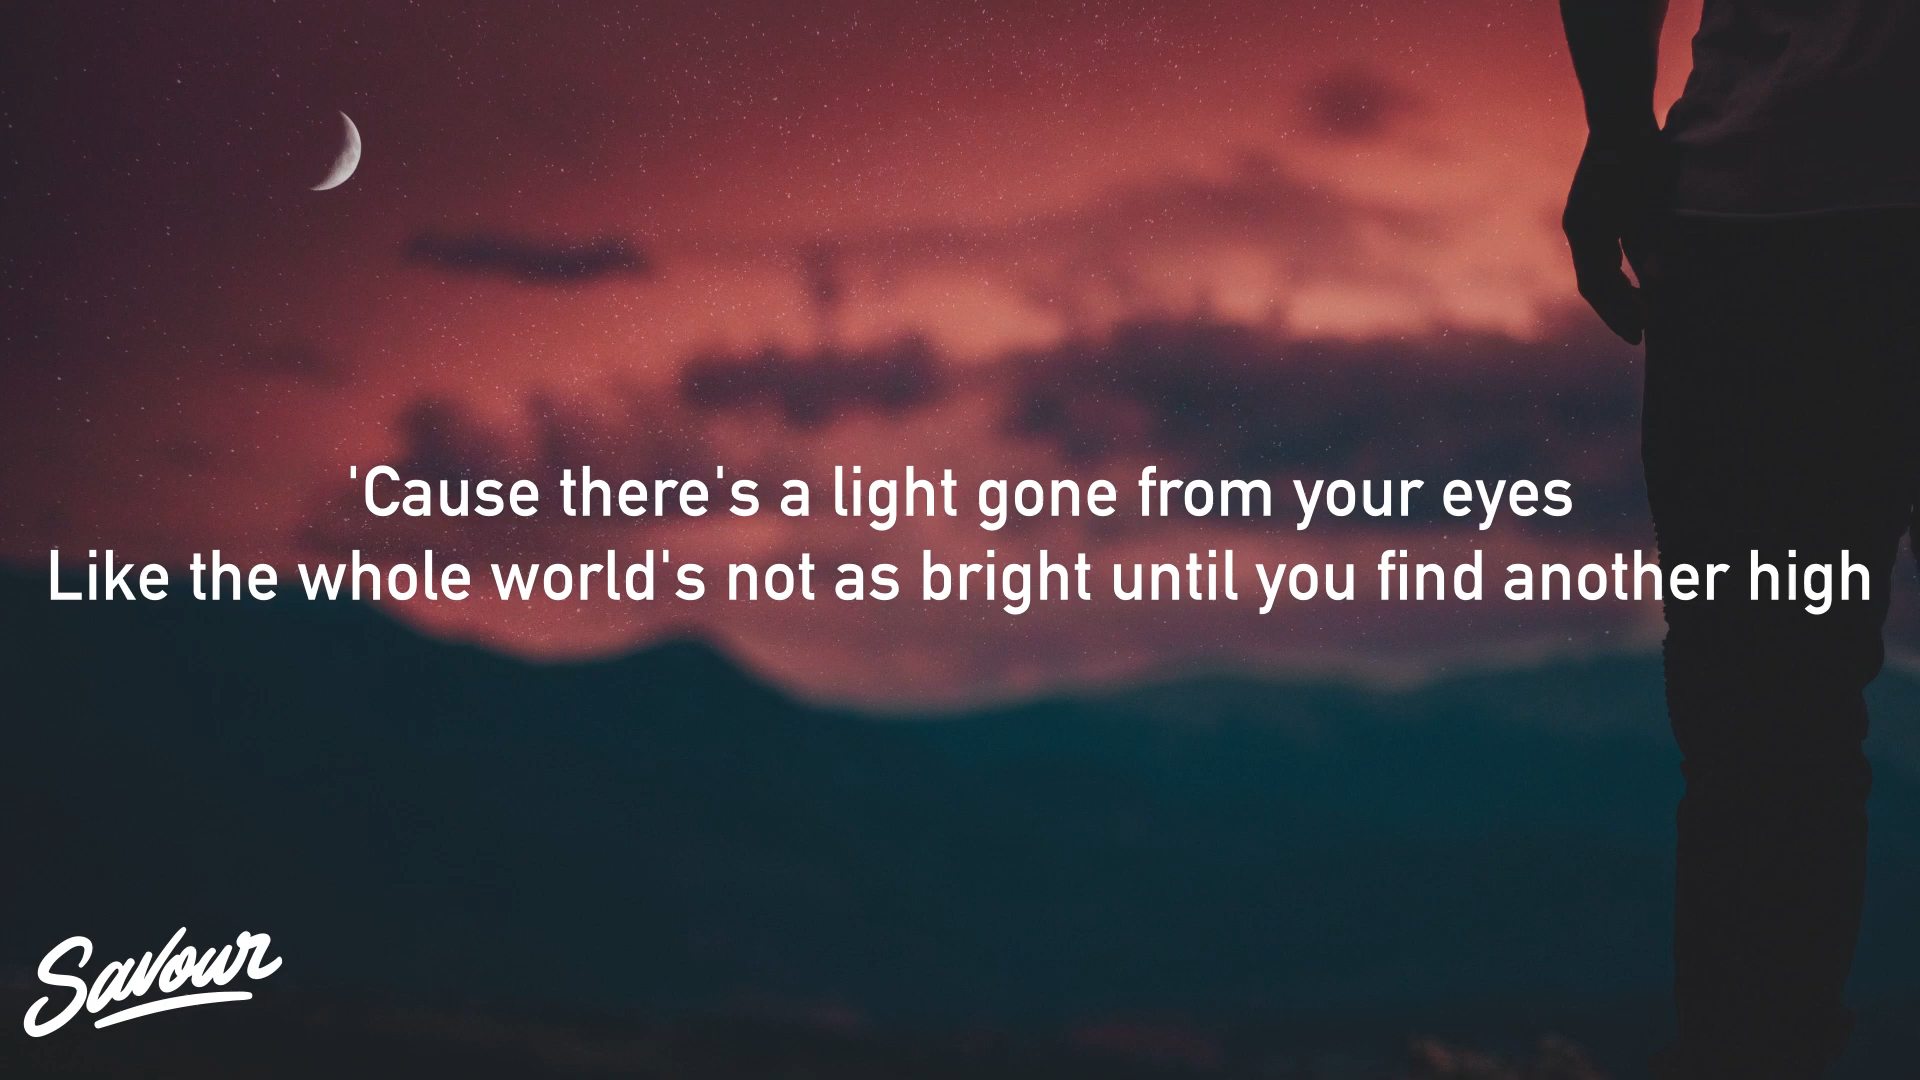 'Cause there's a light gone from your eyes
Like the whole world's not as bright until you find another high
Savour